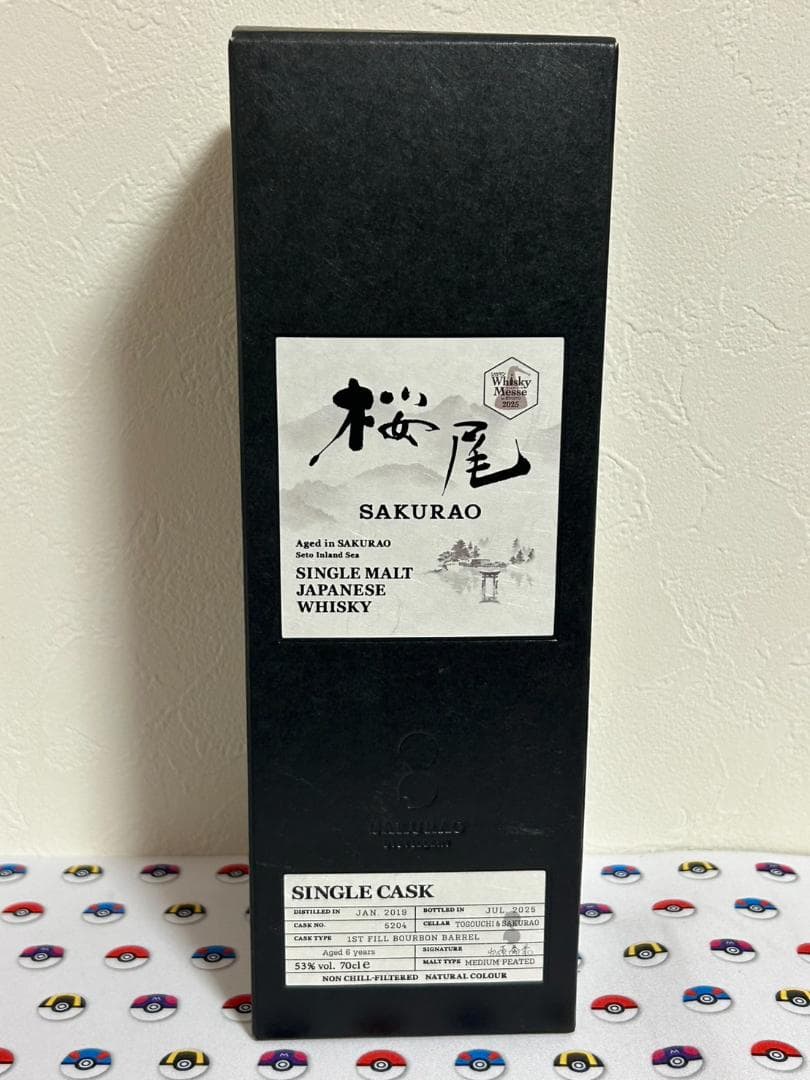 Whisky
Messe
2025
桜尾
SAKURAO
Aged in SAKURAO
Seto Inland Sea
SINGLE MALT
JAPANESE
WHISKY
SAKURAO
DISTILLERY
SINGLE CASK
DISTILLED IN JAN. 2019 BOTTLED IN JUL 2025
CASK NO. 5204 CELLAR TOGOUCHI & SAKURAO
CASK TYPE 1ST FILL BOURBON BARREL
Aged 6 years SIGNATURE
53% vol. 70cl e MALT TYPE MEDIUM PEATED
NON CHILL-FILTERED NATURAL COLOUR